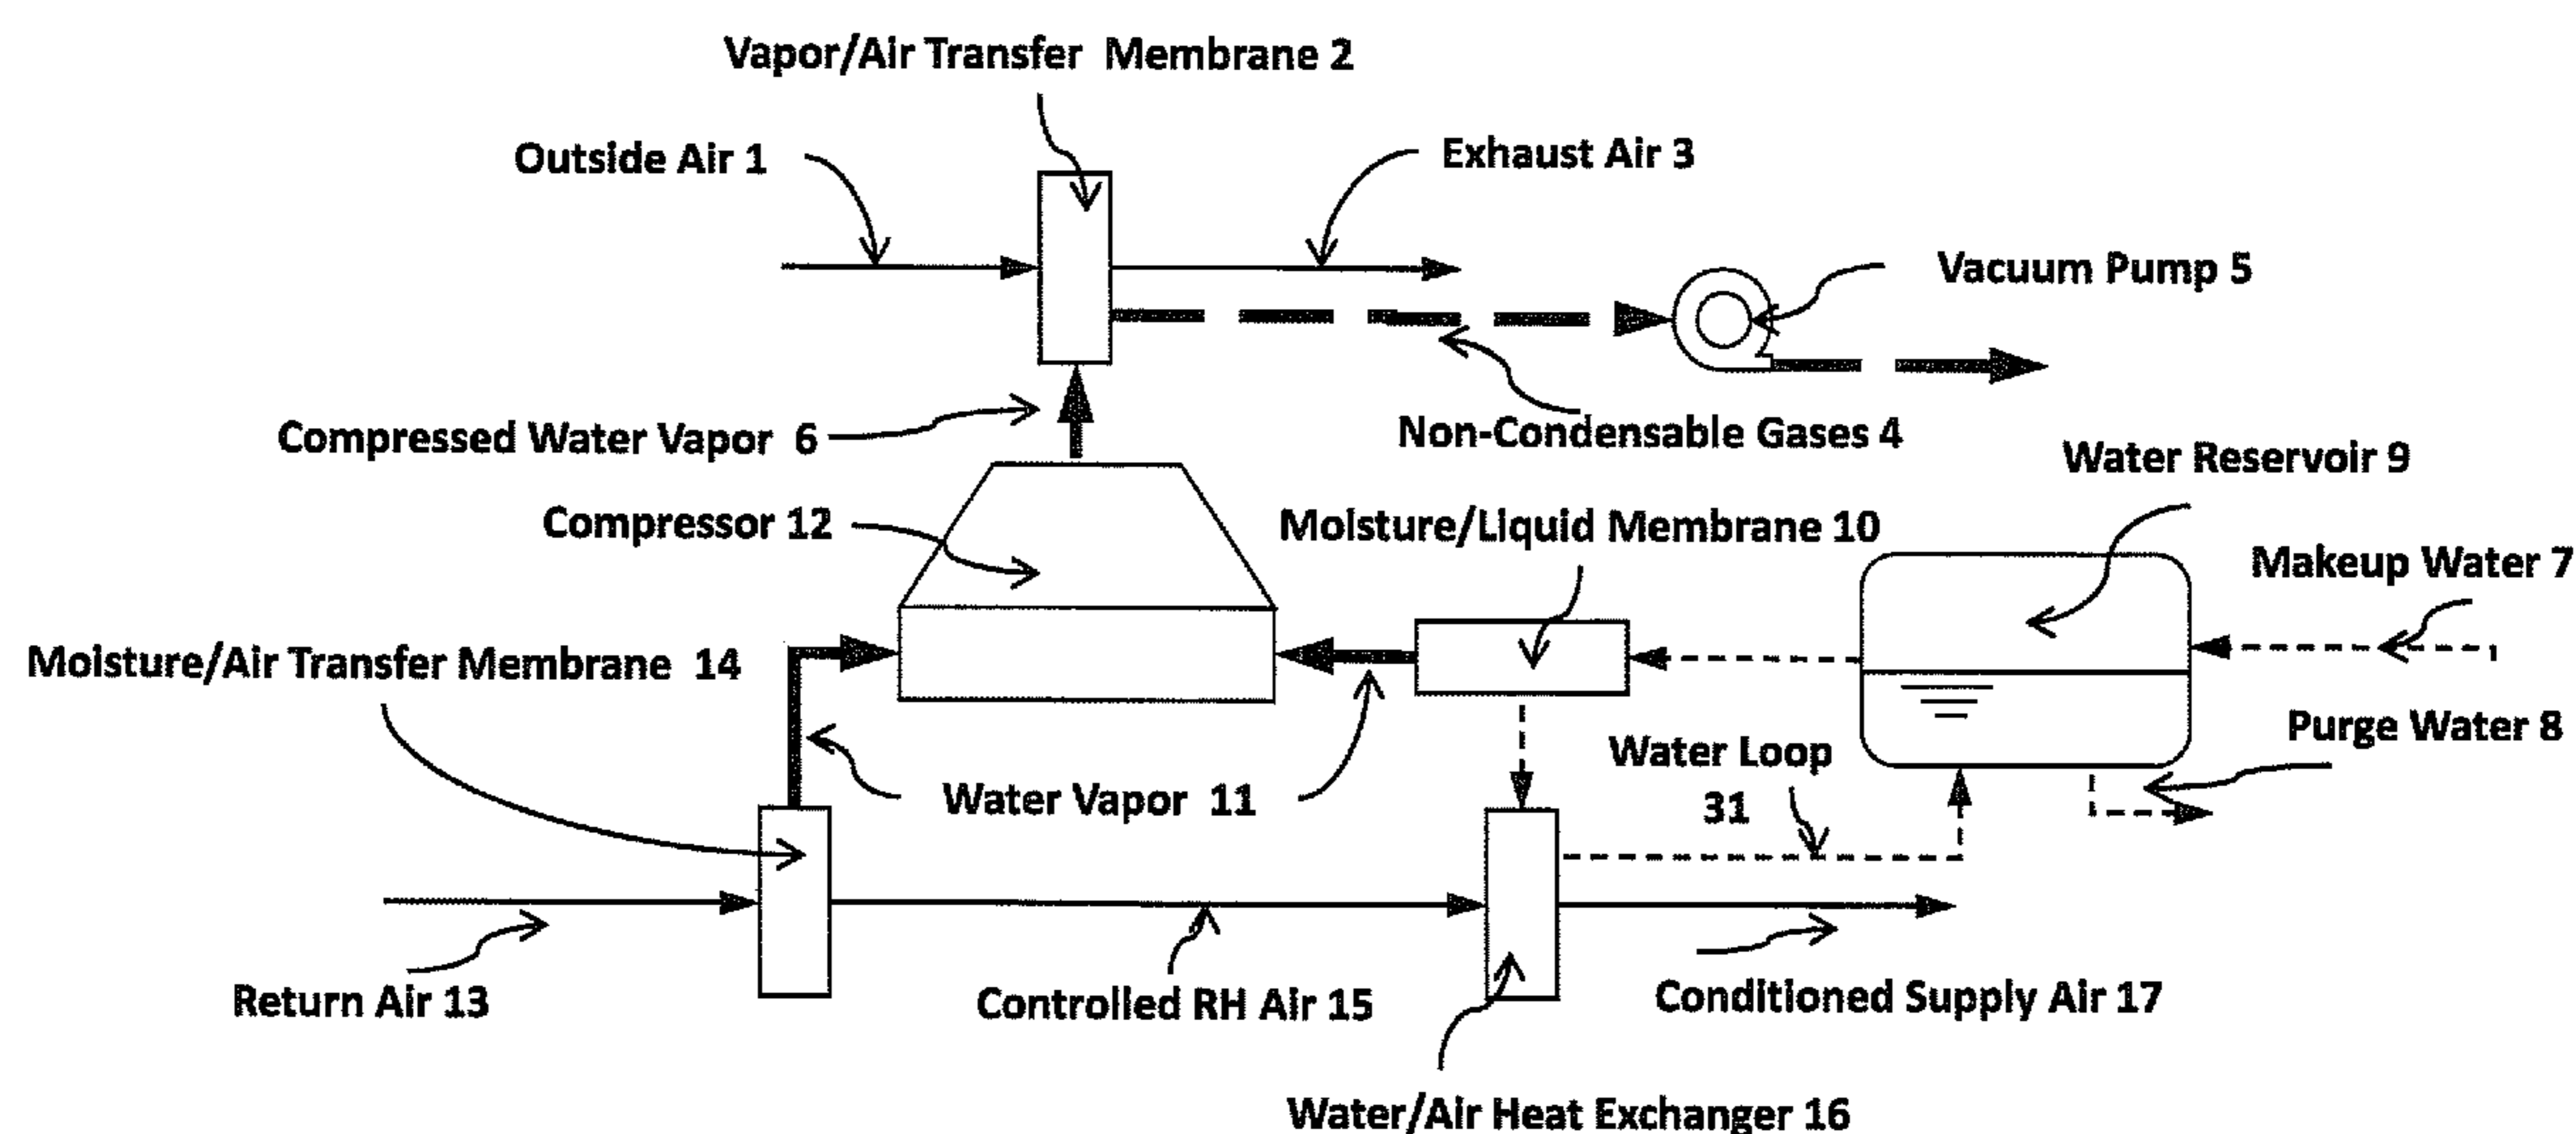 Vapor/Air Transfer Membrane 2
Outside Air 1
Exhaust Air 3
Vacuum Pump 5
Compressed Water Vapor 6
Non-Condensable Gases 4
Water Reservoir 9
Compressor 12
Moisture/Liquid Membrane 10
Makeup Water 7
Moisture/Air Transfer Membrane 14
Purge Water 8
Water Loop
31
Water Vapor 11
Return Air 13
Controlled RH Air 15
Conditioned Supply Air 17
Water/Air Heat Exchanger 16